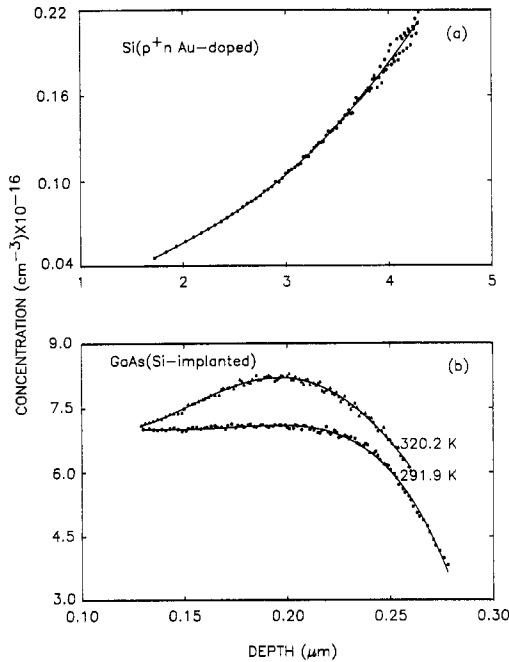 0.22
(a)
Si(p+n Au-doped)
0.16
0.10
0.04
1 2 3 4 5
CONCENTRATION (cm-3)X10-16
9.0
GaAs(Si-implanted)
(b)
7.5
320.2 K
6.0
291.9 K
4.5
3.0
0.10 0.15 0.20 0.25 0.30
DEPTH (μm)